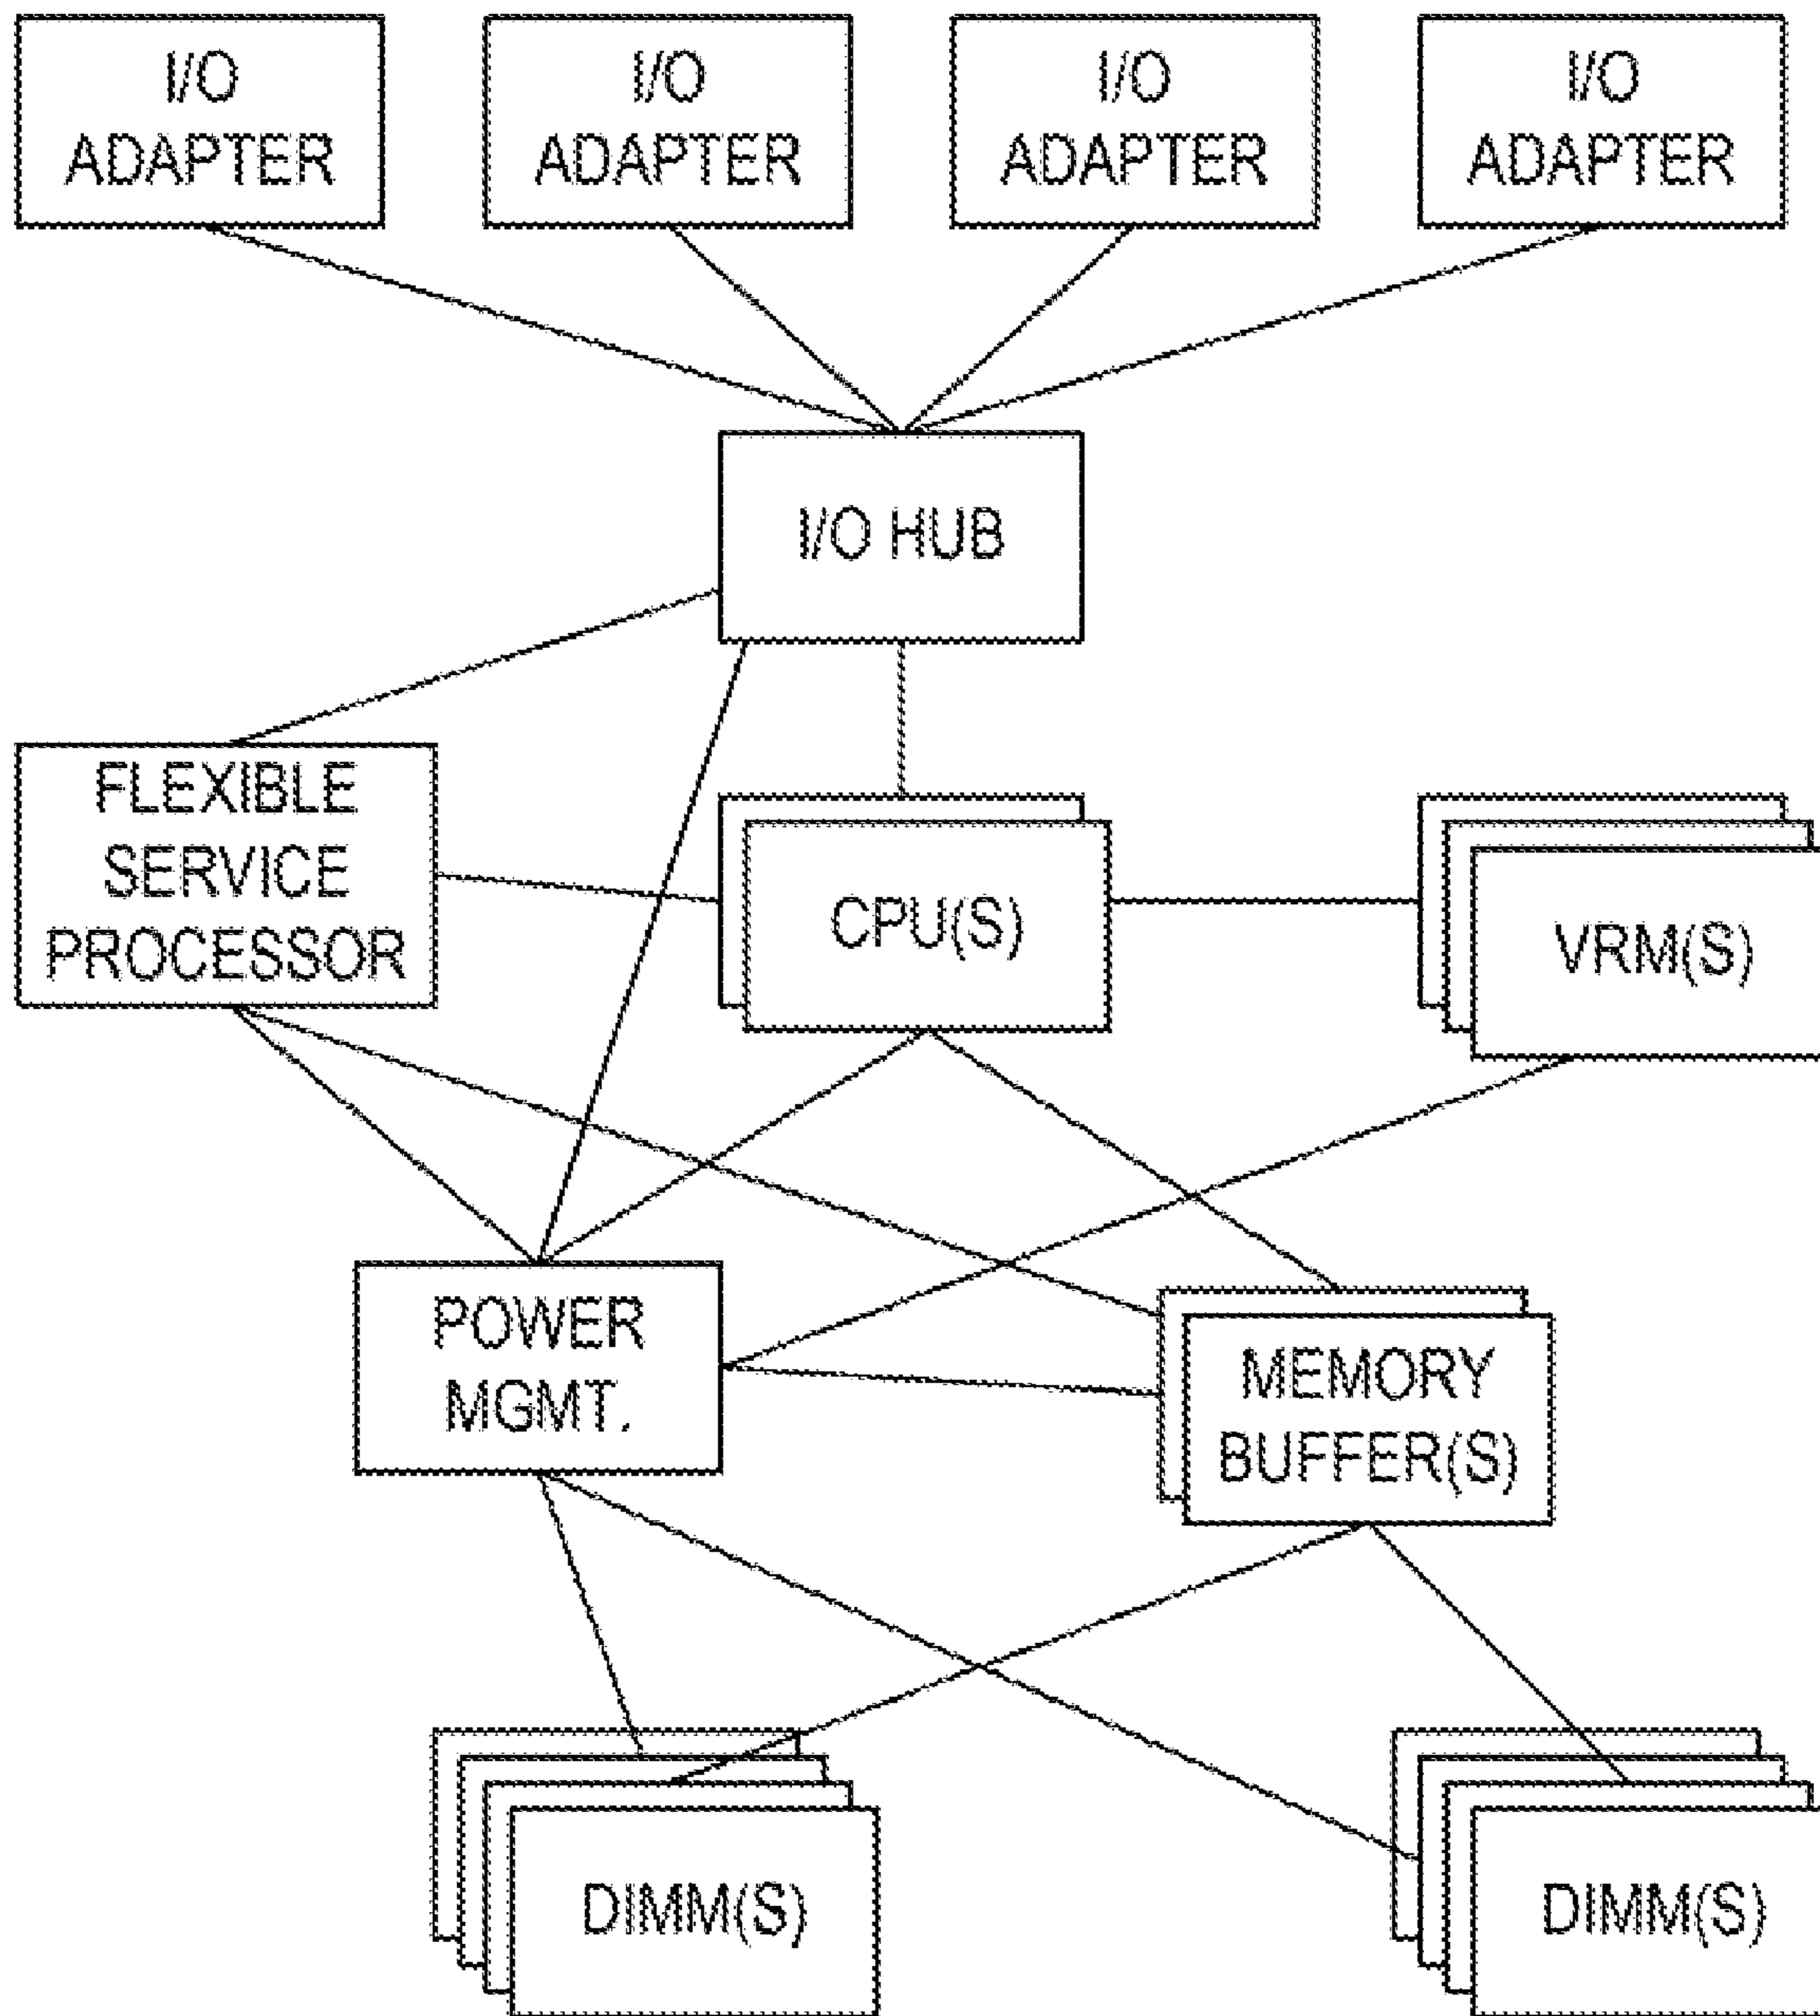 I/O
ADAPTER
I/O
ADAPTER
I/O
ADAPTER
I/O
ADAPTER
I/O HUB
FLEXIBLE
SERVICE
PROCESSOR
CPU(S)
VRM(S)
POWER
MGMT.
MEMORY
BUFFER(S)
DIMM(S)
DIMM(S)